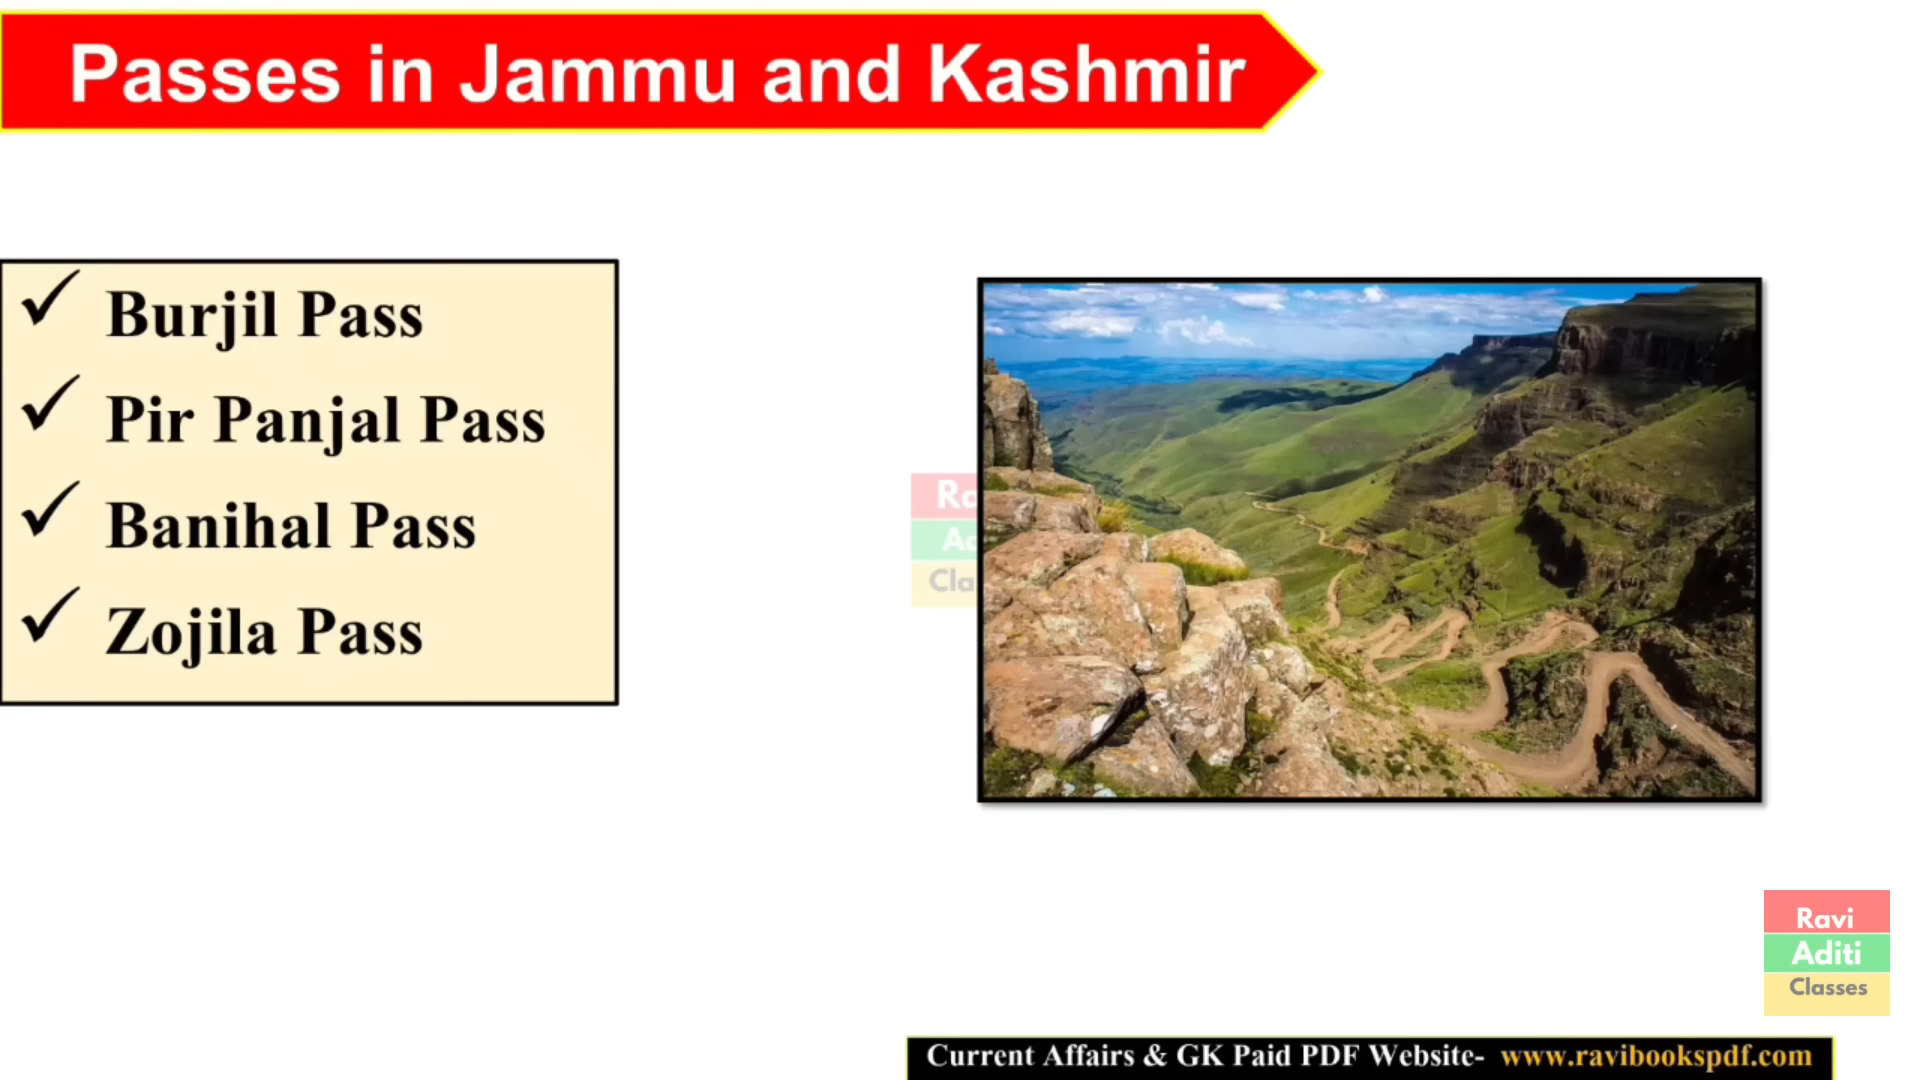 Passes in Jammu and Kashmir
Burjil Pass
Pir Panjal Pass
Banihal Pass
Zojila Pass
Ravi
Aditi
Classes
Current Affairs & GK Paid PDF Website- www.ravibookspdf.com